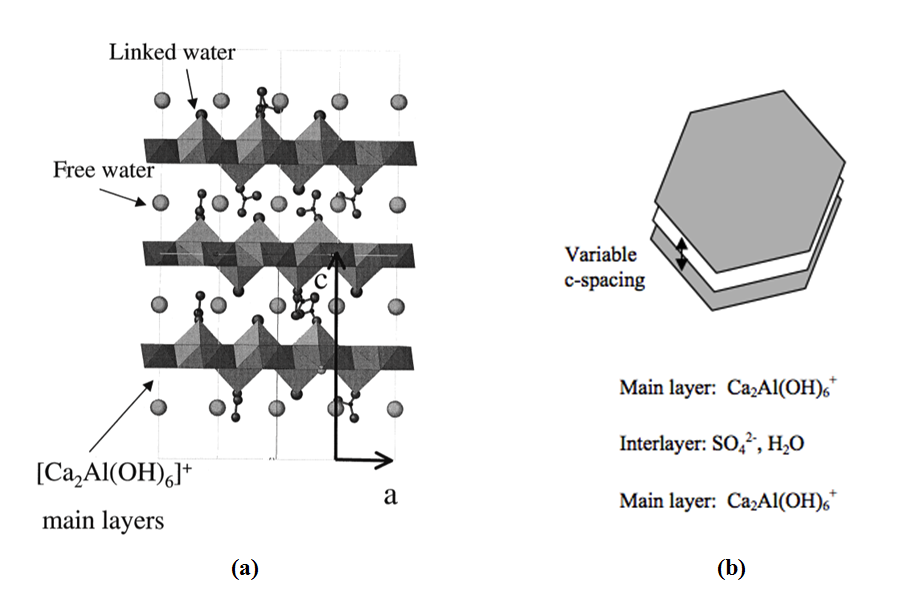 Linked water
Free water
c
a
[Ca₂Al(OH)₆]⁺
main layers
(a)
Variable
c-spacing
Main layer: Ca₂Al(OH)₆⁺
Interlayer: SO₄²⁻, H₂O
Main layer: Ca₂Al(OH)₆⁺
(b)